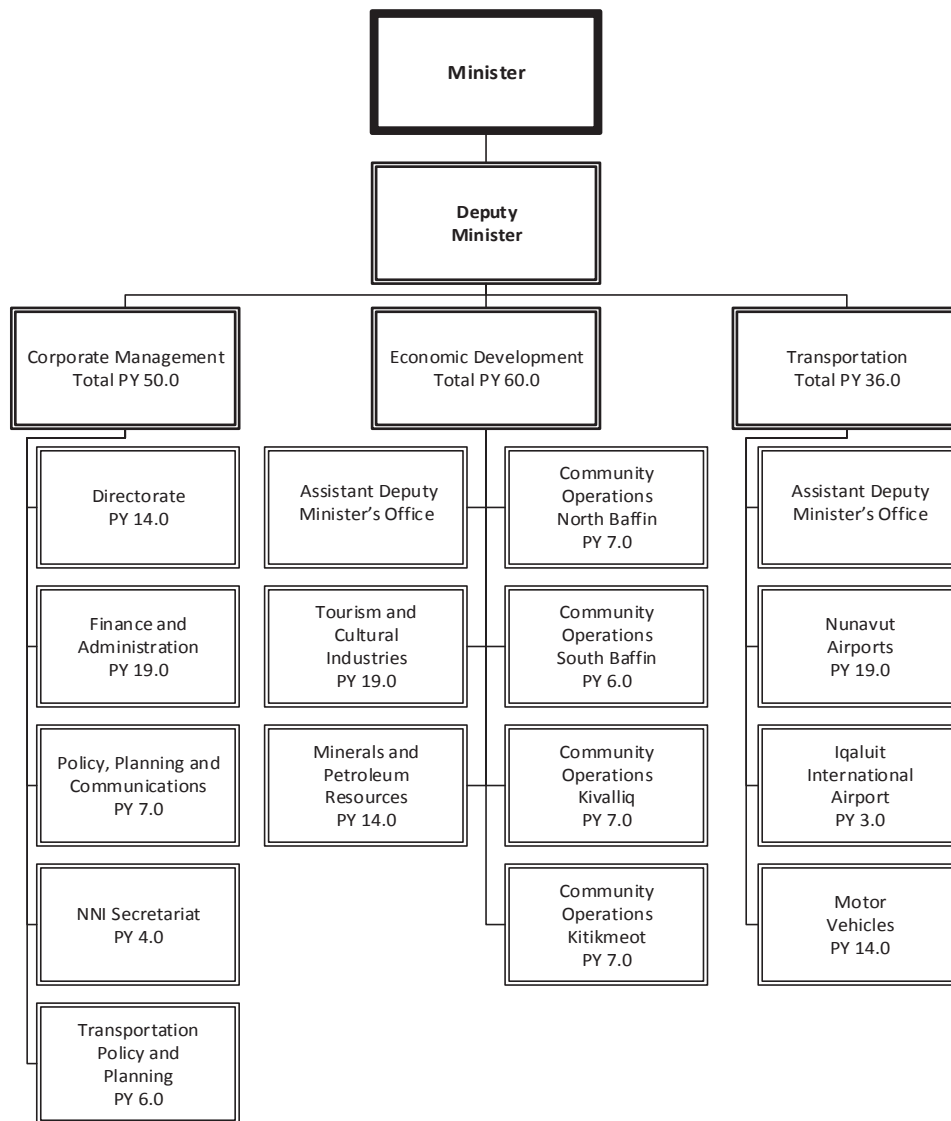 Minister
Deputy
Minister
Corporate Management
Total PY 50.0
Economic Development
Total PY 60.0
Transportation
Total PY 36.0
Directorate
PY 14.0
Finance and
Administration
PY 19.0
Policy, Planning and
Communications
PY 7.0
NNI Secretariat
PY 4.0
Transportation
Policy and
Planning
PY 6.0
Assistant Deputy
Minister’s Office
Tourism and
Cultural
Industries
PY 19.0
Minerals and
Petroleum
Resources
PY 14.0
Community
Operations
North Baffin
PY 7.0
Community
Operations
South Baffin
PY 6.0
Community
Operations
Kivalliq
PY 7.0
Community
Operations
Kitikmeot
PY 7.0
Assistant Deputy
Minister’s Office
Nunavut
Airports
PY 19.0
Iqaluit
International
Airport
PY 3.0
Motor
Vehicles
PY 14.0